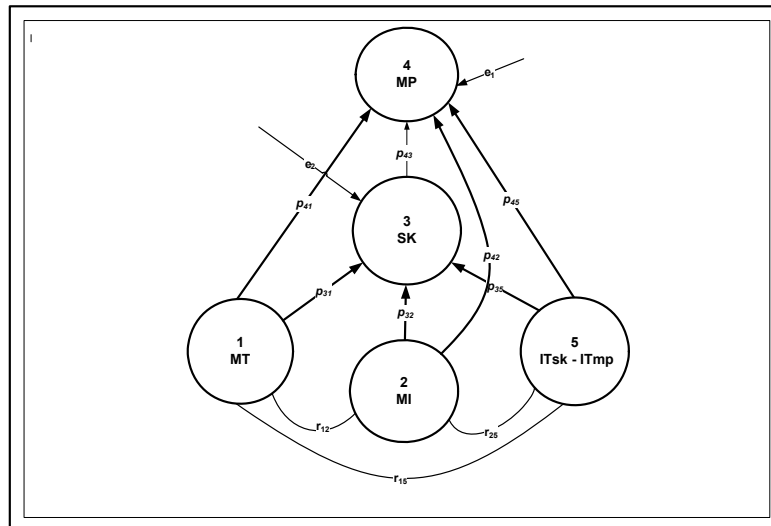 l
4
MP
e₁
p₄₃
e₂
p₄₁
3
SK
p₄₅
p₄₂
p₃₁
p₃₂
p₃₅
1
MT
2
MI
5
ITsk - ITmp
r₁₂
r₂₅
r₁₅